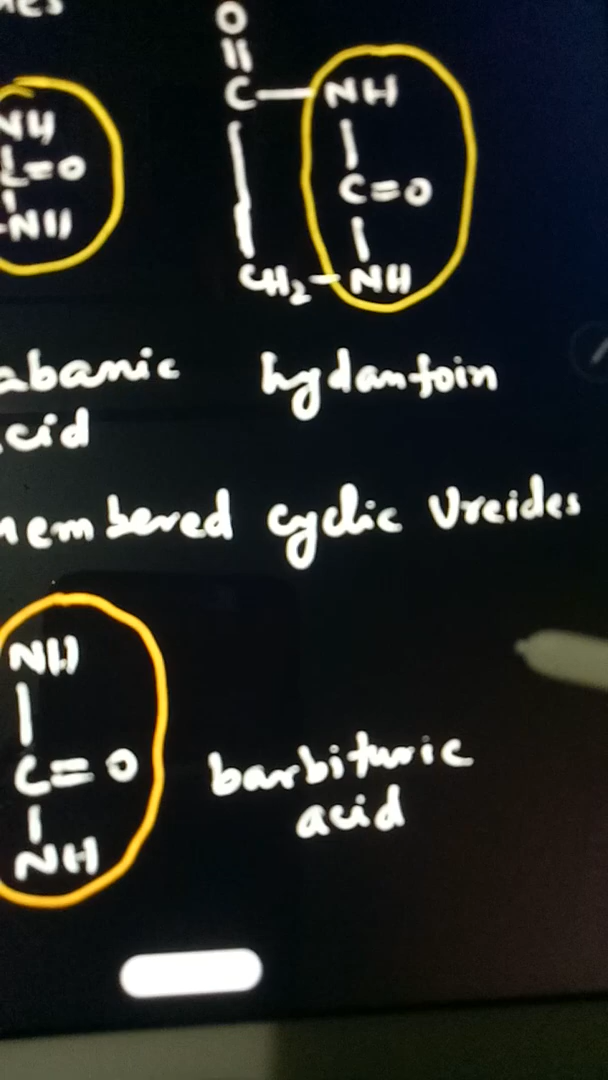 O
||
C — NH
|
C=O
|
CH₂ - NH
NH
C=O
NH
abanic hydantoin
cid
membered cyclic Ureides
NH
|
C=O
|
NH
barbituric
acid